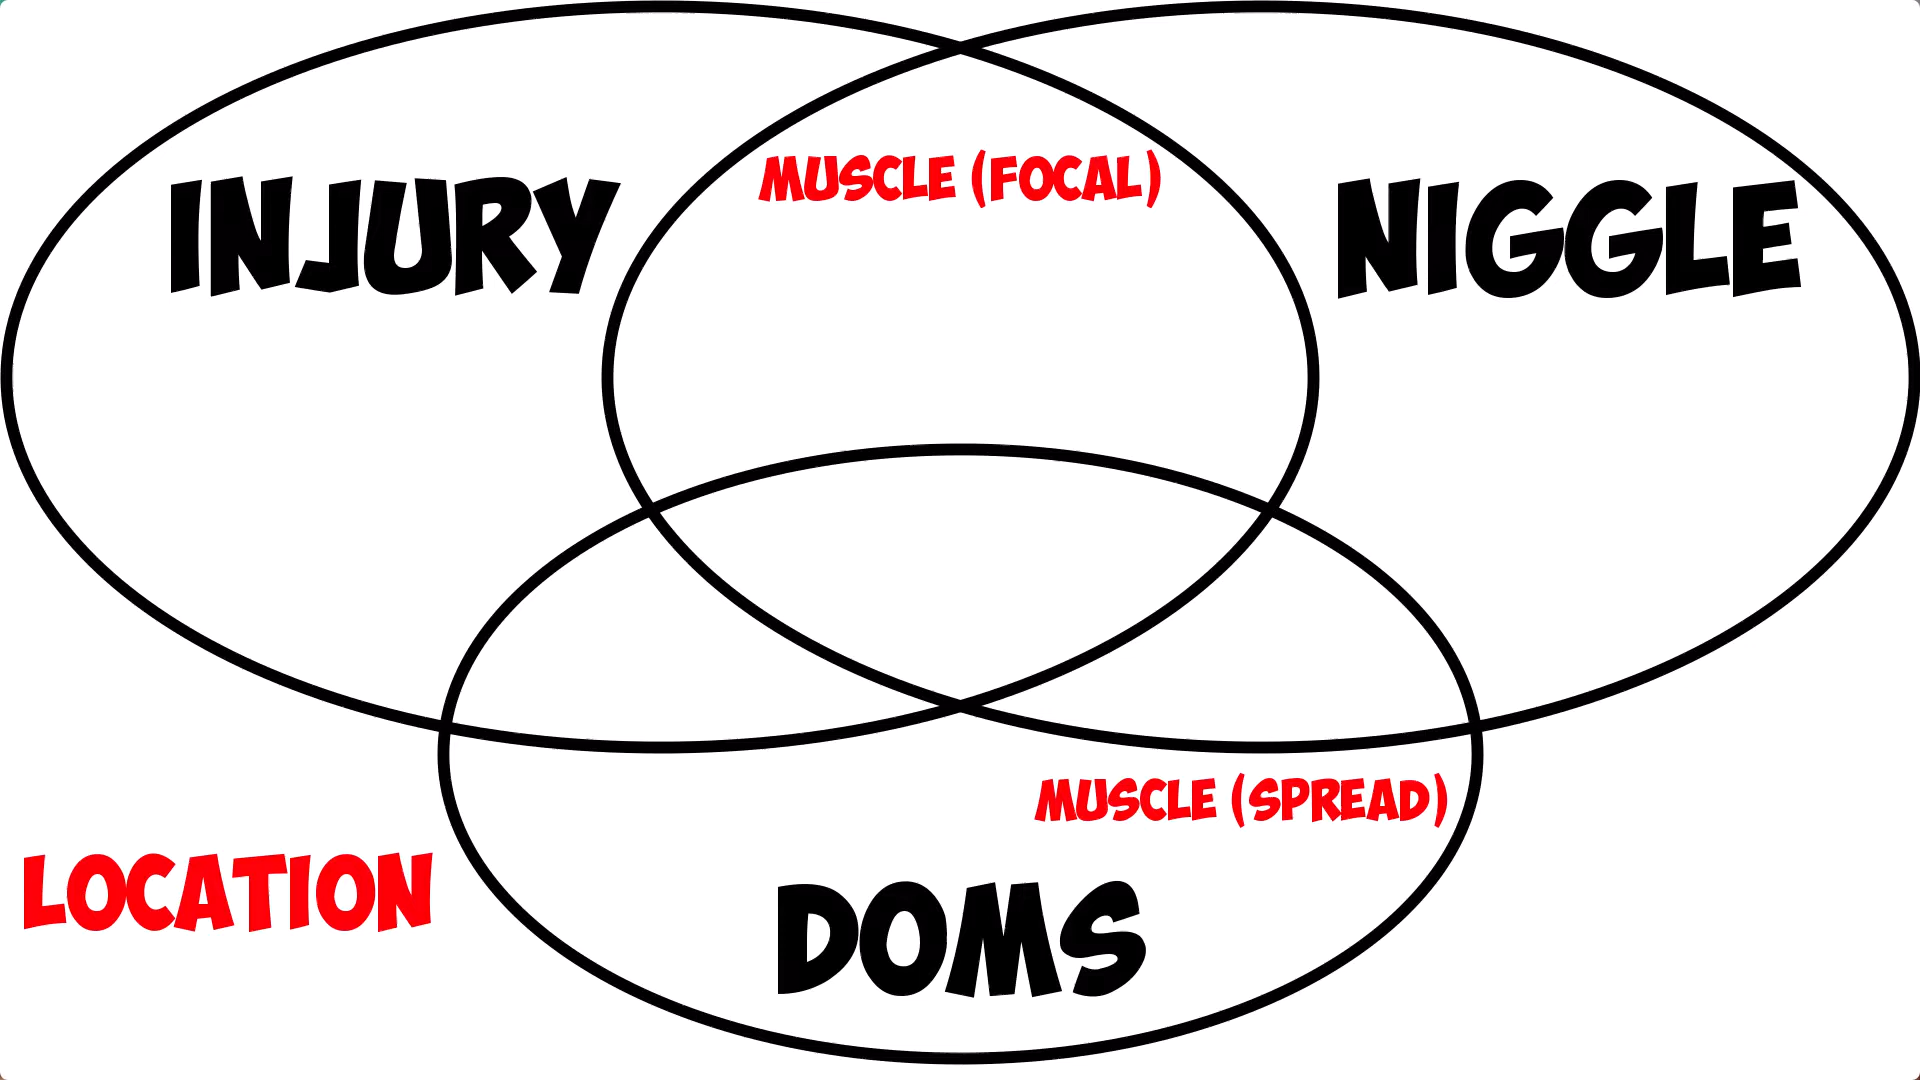 MUSCLE (FOCAL)
INJURY
NIGGLE
MUSCLE (SPREAD)
LOCATION
DOMS